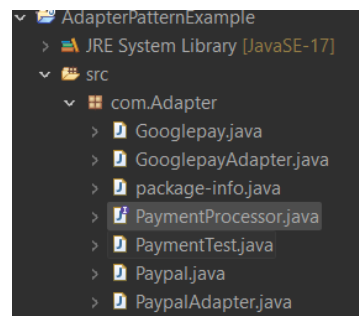 AdapterPatternExample
JRE System Library [JavaSE-17]
src
com.Adapter
Googlepay.java
GooglepayAdapter.java
package-info.java
PaymentProcessor.java
PaymentTest.java
Paypal.java
PaypalAdapter.java